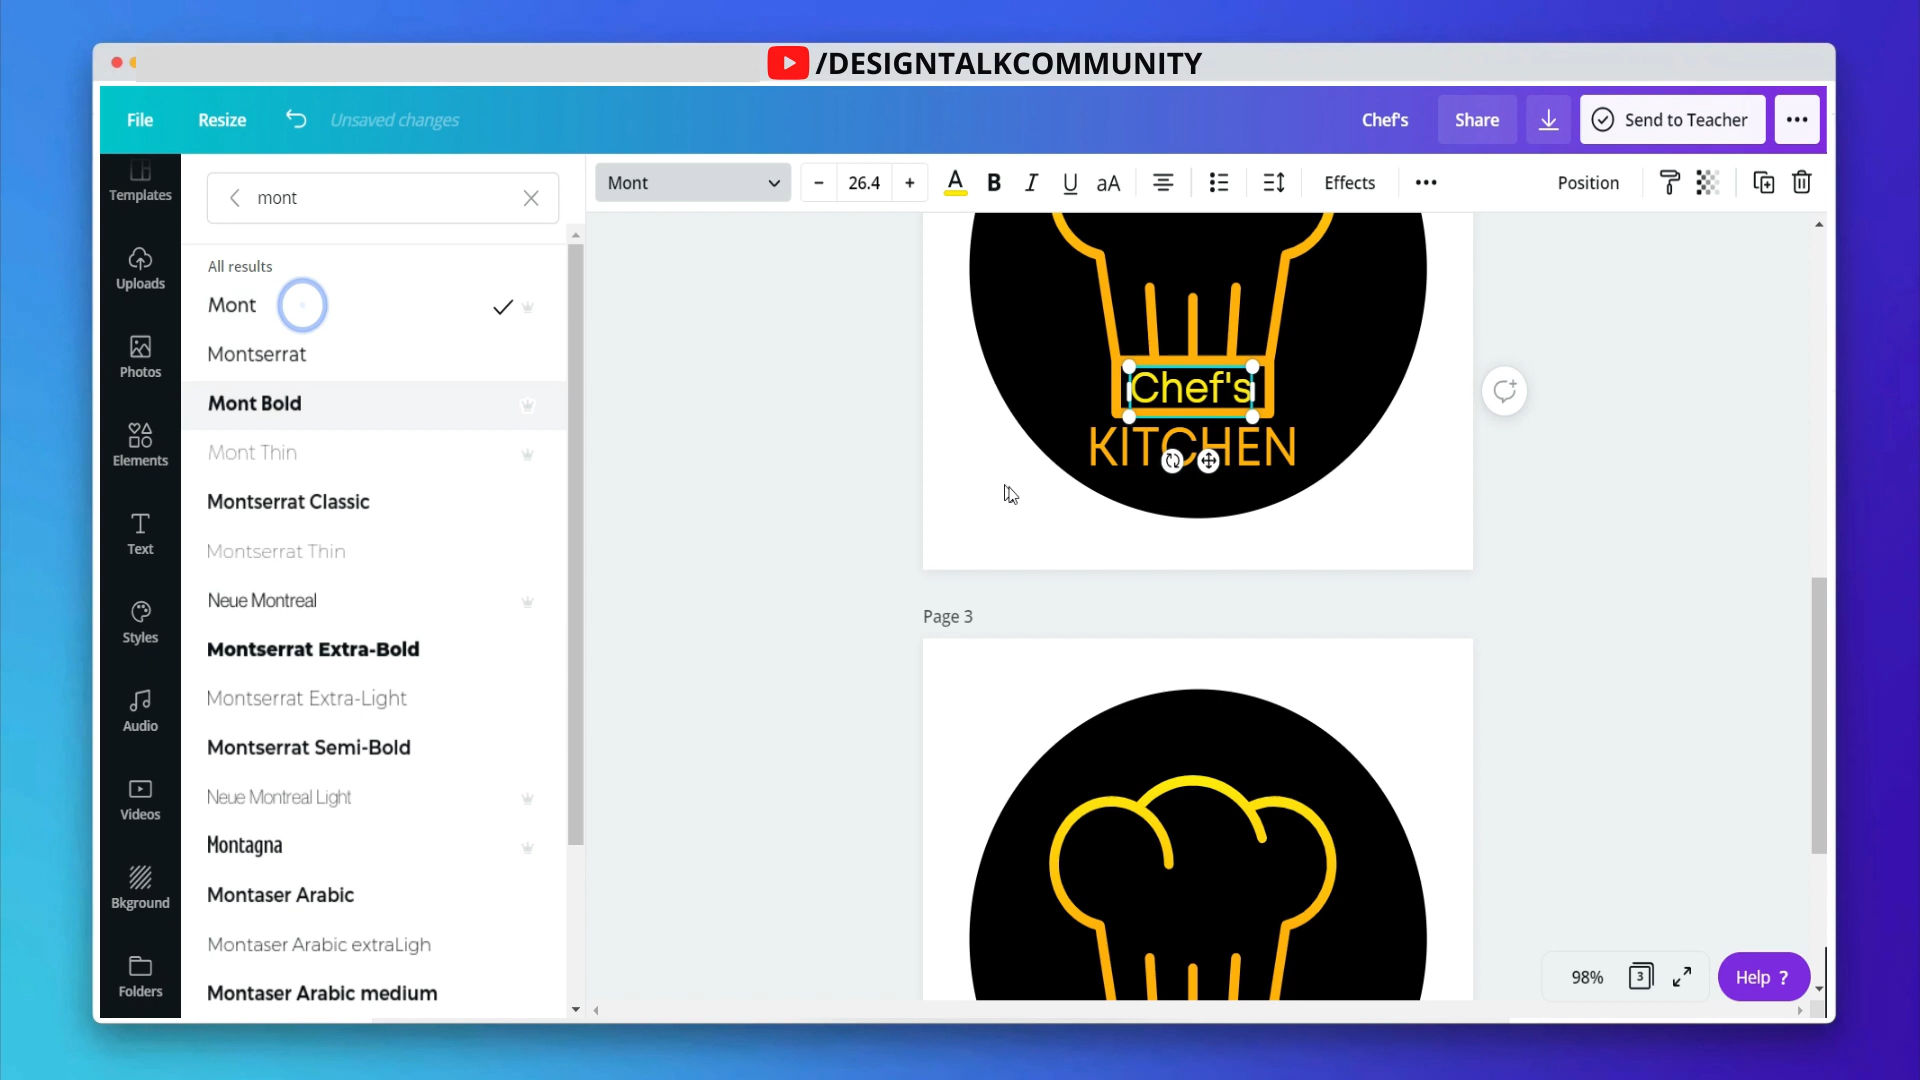 /DESIGNTALKCOMMUNITY
File
Resize
Unsaved changes
Chef's
Share
Send to Teacher
Templates
Uploads
Photos
Elements
Text
Styles
Audio
Videos
Bkground
Folders
mont
All results
Mont
Montserrat
Mont Bold
Mont Thin
Montserrat Classic
Montserrat Thin
Neue Montreal
Montserrat Extra-Bold
Montserrat Extra-Light
Montserrat Semi-Bold
Neue Montreal Light
Montagna
Montaser Arabic
Montaser Arabic extraLigh
Montaser Arabic medium
Mont
26.4
A
B
I
U
aA
Effects
Position
Chef's
KITCHEN
Page 3
98%
3
Help ?